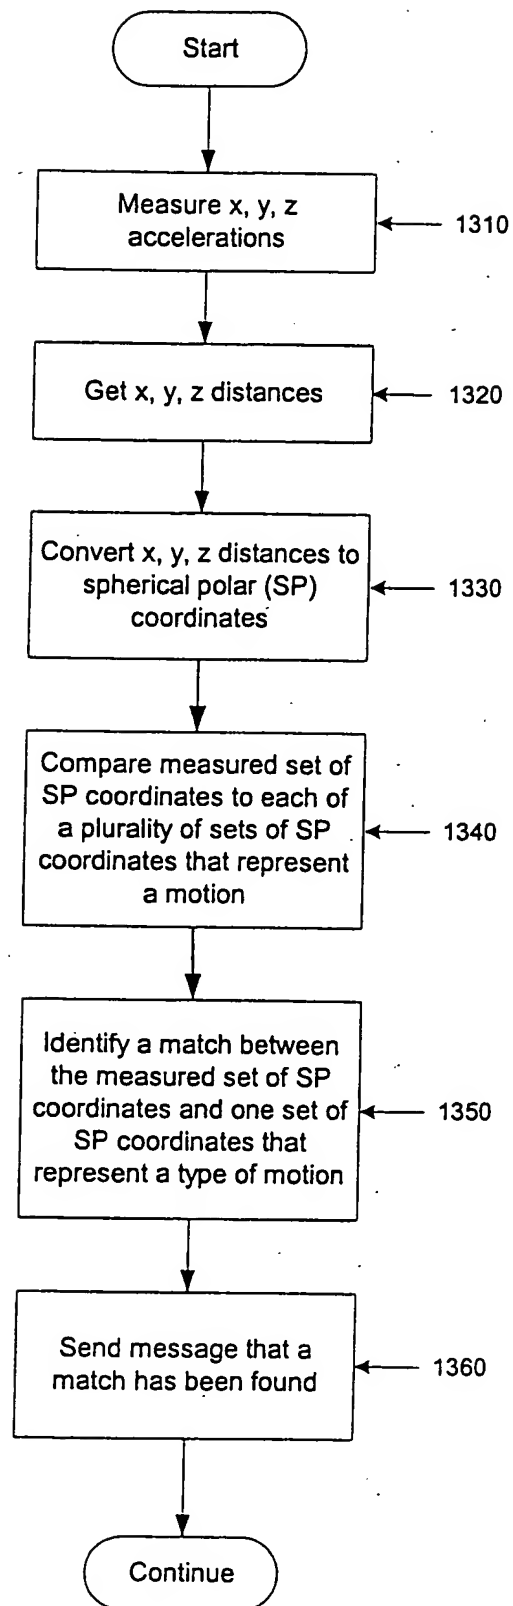 Start
Measure x, y, z
accelerations
1310
Get x, y, z distances
1320
Convert x, y, z distances to
spherical polar (SP)
coordinates
1330
Compare measured set of
SP coordinates to each of
a plurality of sets of SP
coordinates that represent
a motion
1340
Identify a match between
the measured set of SP
coordinates and one set of
SP coordinates that
represent a type of motion
1350
Send message that a
match has been found
1360
Continue